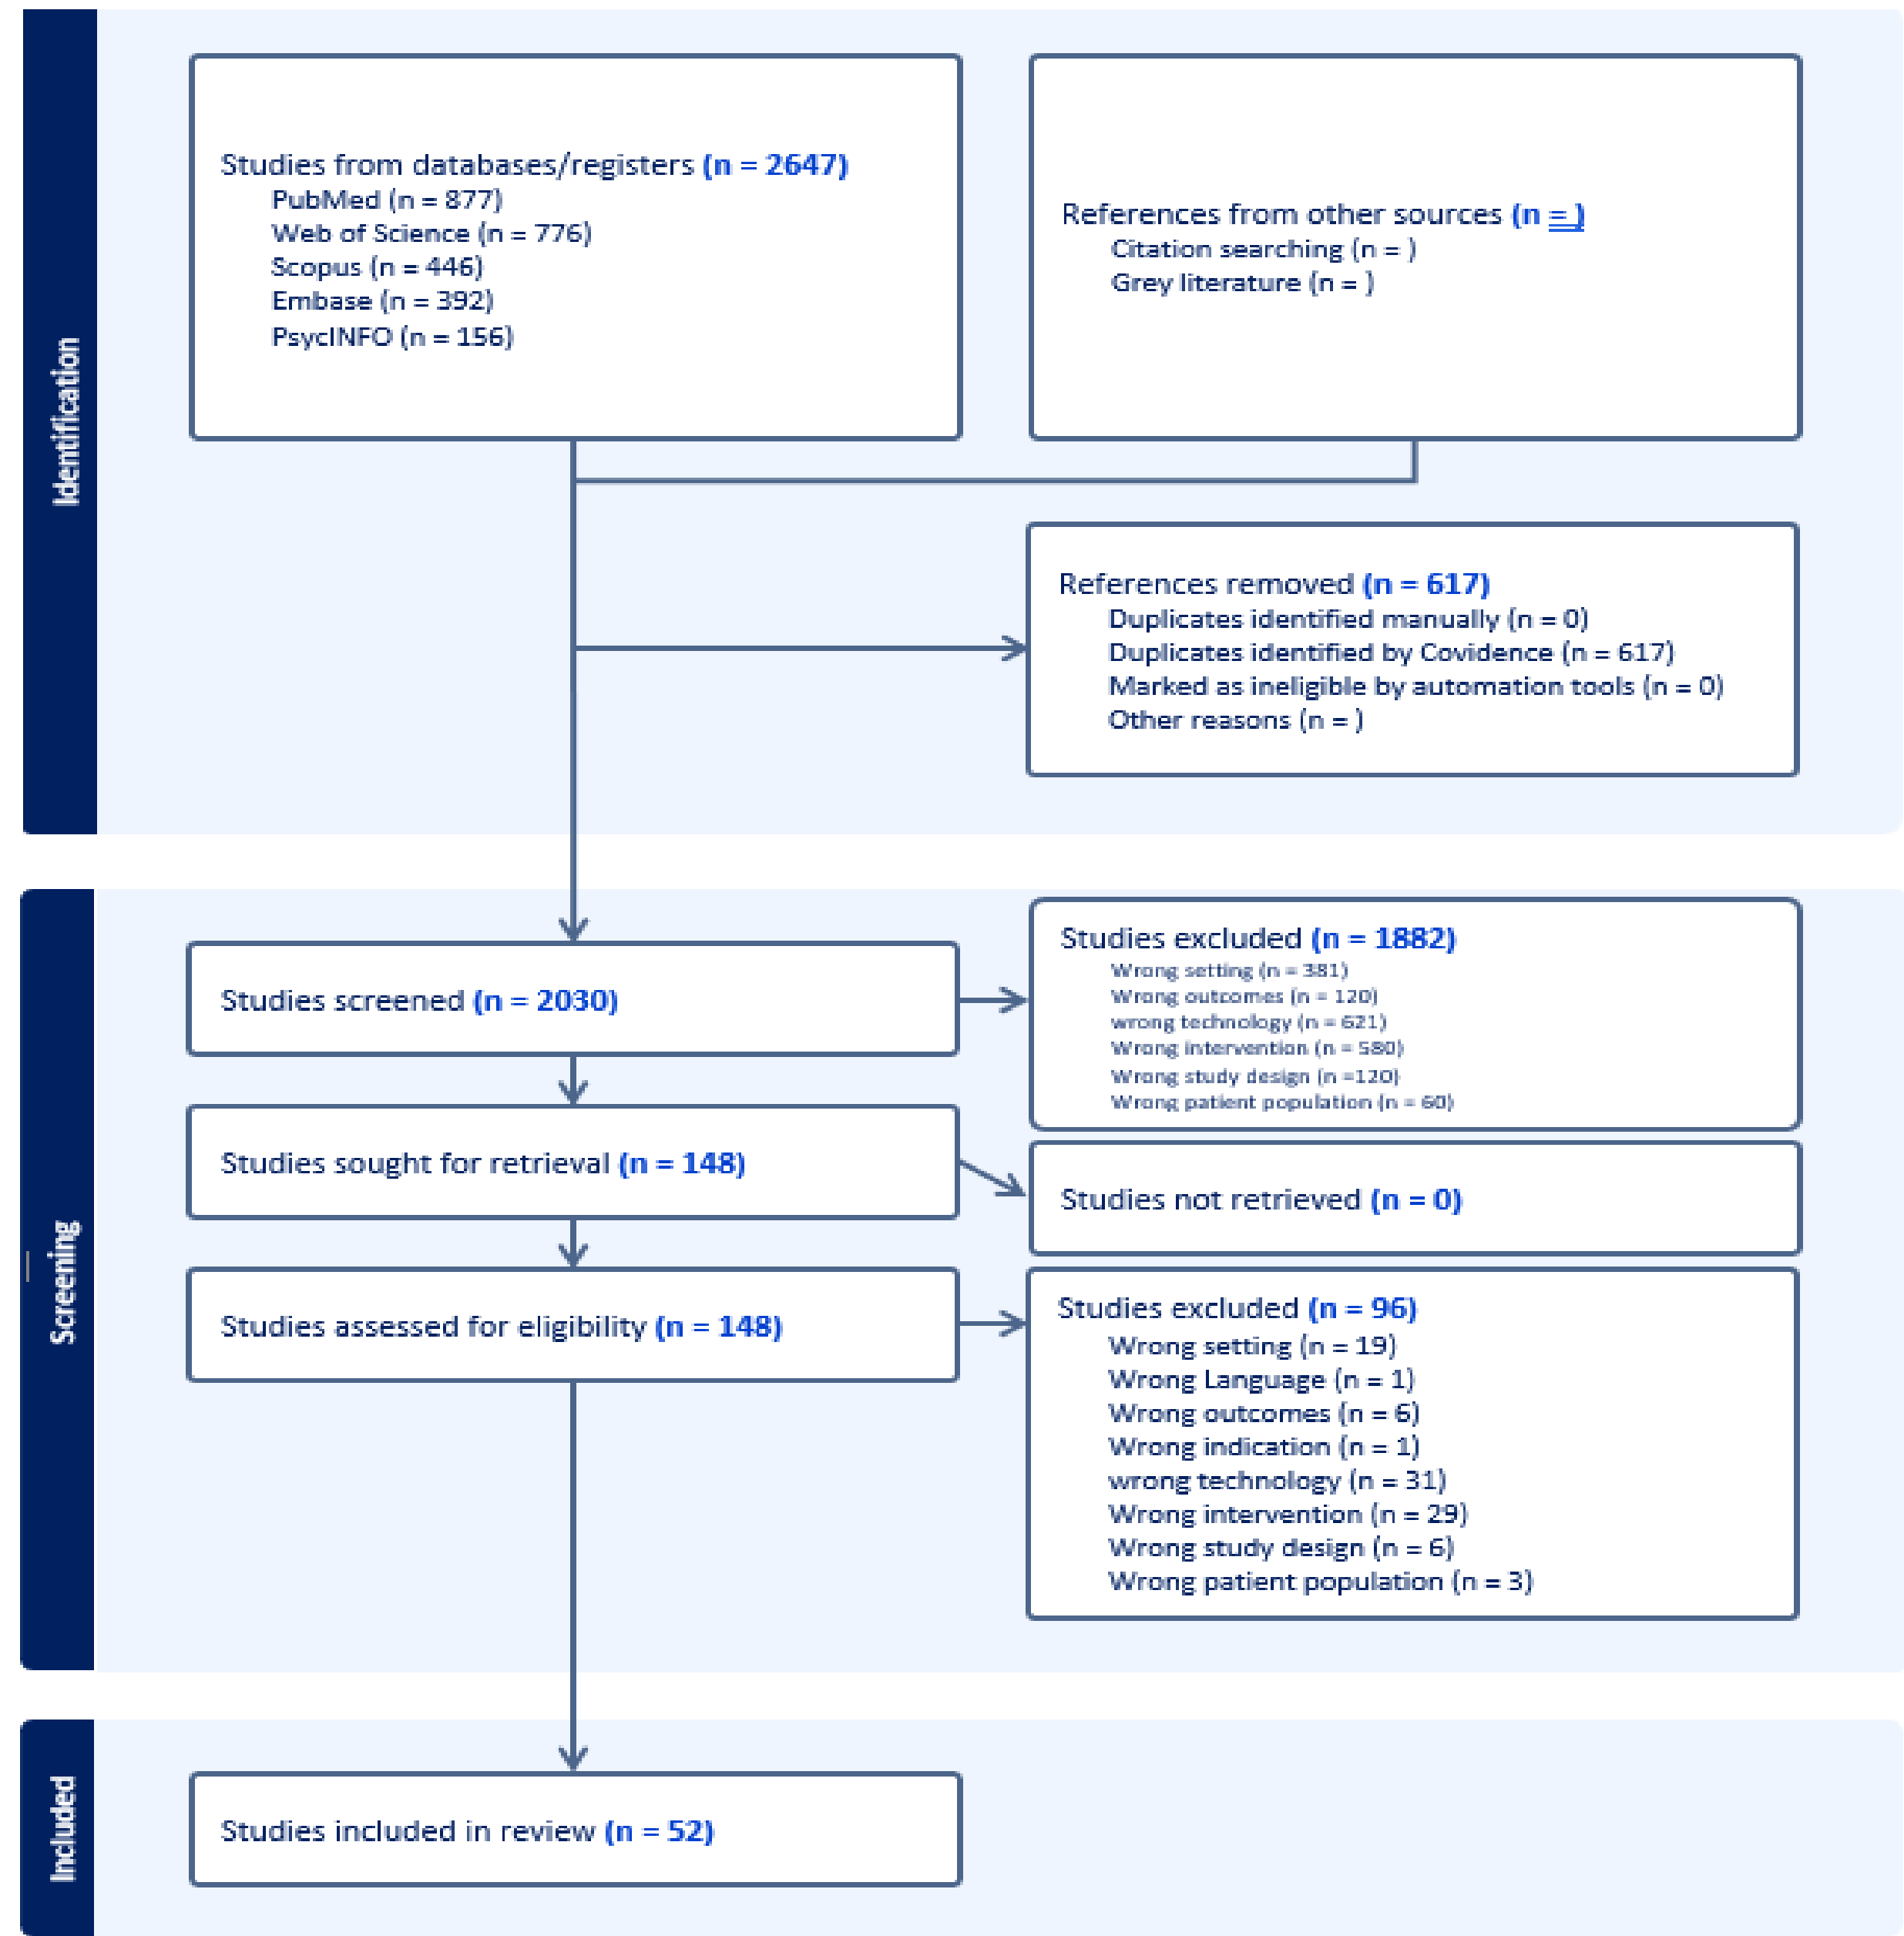 Identification
Studies from databases/registers (n = 2647)
PubMed (n = 877)
Web of Science (n = 776)
Scopus (n = 446)
Embase (n = 392)
PsycINFO (n = 156)
References from other sources (n = )
Citation searching (n = )
Grey literature (n = )
References removed (n = 617)
Duplicates identified manually (n = 0)
Duplicates identified by Covidence (n = 617)
Marked as ineligible by automation tools (n = 0)
Other reasons (n = )
Screening
Studies screened (n = 2030)
Studies excluded (n = 1882)
Wrong setting (n = 381)
Wrong outcomes (n = 120)
wrong technology (n = 621)
Wrong intervention (n = 580)
Wrong study design (n =120)
Wrong patient population (n = 60)
Studies sought for retrieval (n = 148)
Studies not retrieved (n = 0)
Studies assessed for eligibility (n = 148)
Studies excluded (n = 96)
Wrong setting (n = 19)
Wrong Language (n = 1)
Wrong outcomes (n = 6)
Wrong indication (n = 1)
wrong technology (n = 31)
Wrong intervention (n = 29)
Wrong study design (n = 6)
Wrong patient population (n = 3)
Included
Studies included in review (n = 52)